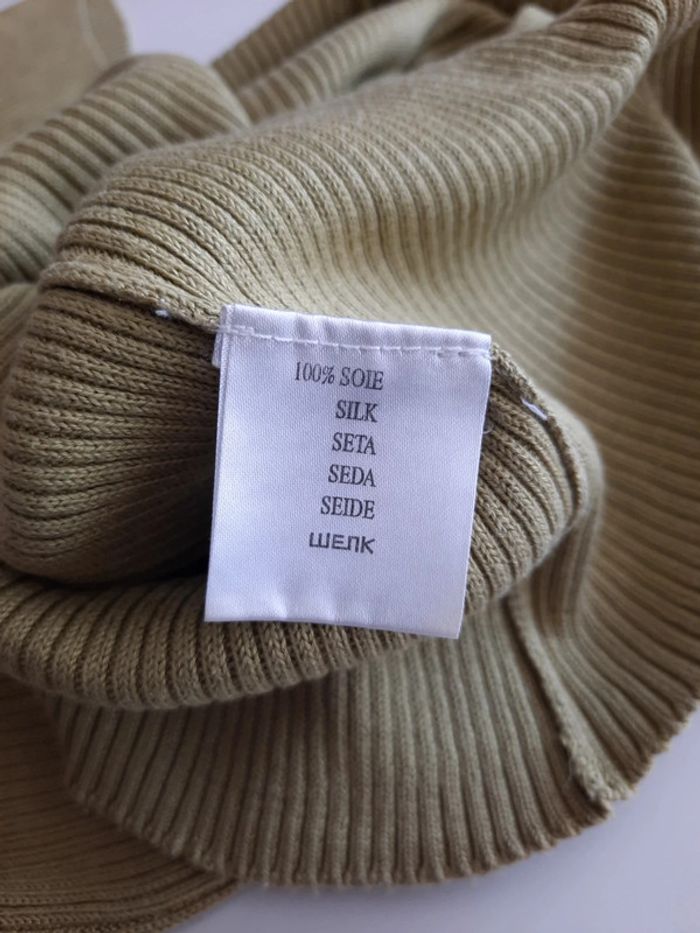 100% SOIE
SILK
SETA
SEDA
SEIDE
ШЕЛК